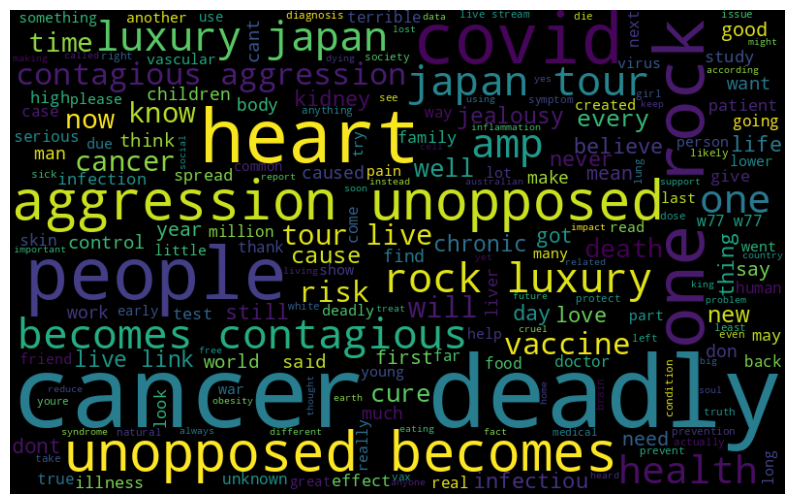 something another use diagnosis terrible data live stream die next issue good
time luxury japan cant lost covid rock might
making called right vascular dying society virus study according
contagious aggression japan tour want
high please children body kidney yes girl
case now know see using symptom keep created every patient going
serious due think try anything way jealousy
man cancer family well amp believe person life
social common pain inflammation cell lung likely lower
sick infection spread caused lot make never mean give
heart report soon instead australian support last
aggression unopposed one w77 w77
skin year million come impact dose read
important control little thank tour live chronic got death thing went country
people cause find many say related
living show yet human
work early test risk rock luxury new king problem
deadly white liver future protect
becomes contagious still treat will day love part least even may
friend live link cruel help vaccine left don back
free world said first far
youre war look young food doctor big truth
reduce obesity cure brain home soul condition
cancer deadly
thought earth much
syndrome natural always different really eating fact medical need prevention actually
dont unopposed becomes health prevent long
take anyone heard
true illness unknown great effect vax real infectiou